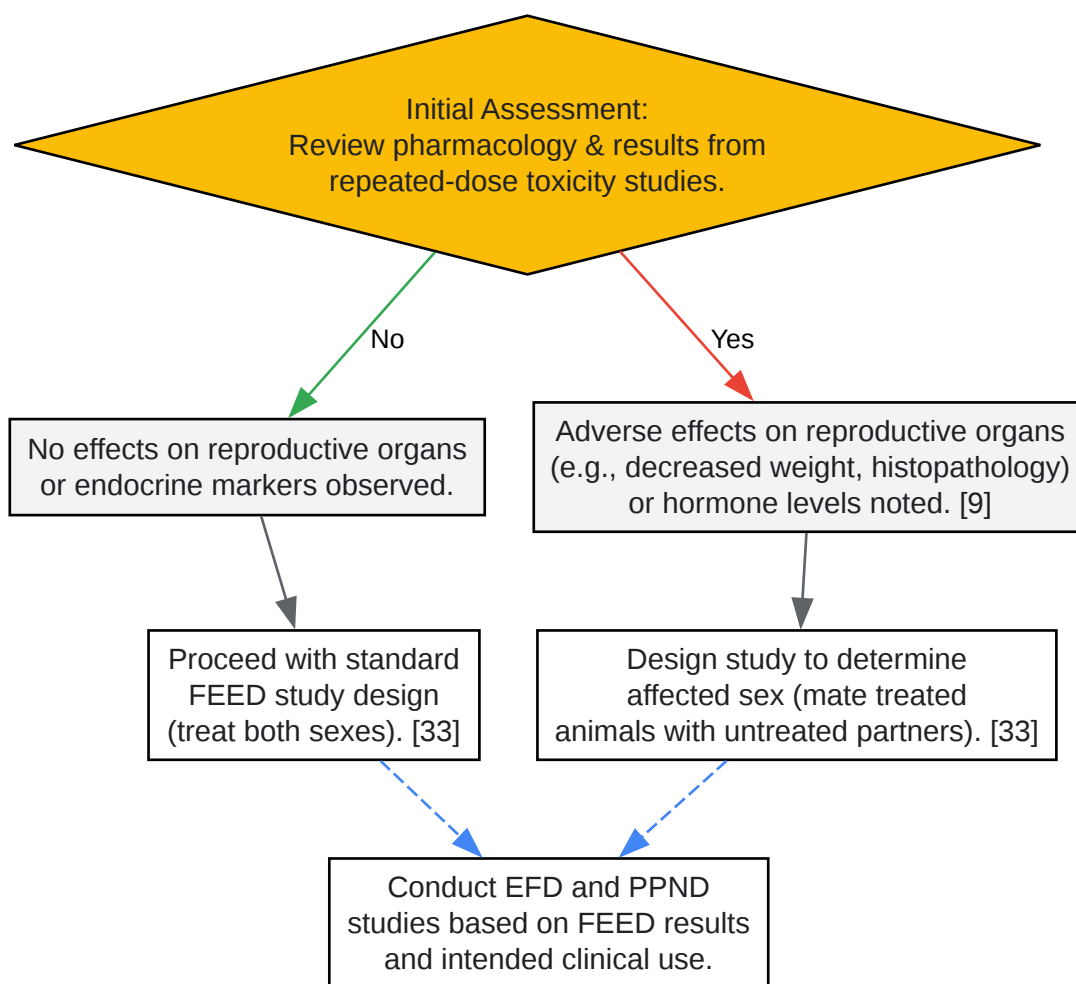 Initial Assessment:
Review pharmacology & results from
repeated-dose toxicity studies.
No
Yes
No effects on reproductive organs
or endocrine markers observed.
Adverse effects on reproductive organs
(e.g., decreased weight, histopathology)
or hormone levels noted. [9]
Proceed with standard
FEED study design
(treat both sexes). [33]
Design study to determine
affected sex (mate treated
animals with untreated partners). [33]
Conduct EFD and PPND
studies based on FEED results
and intended clinical use.